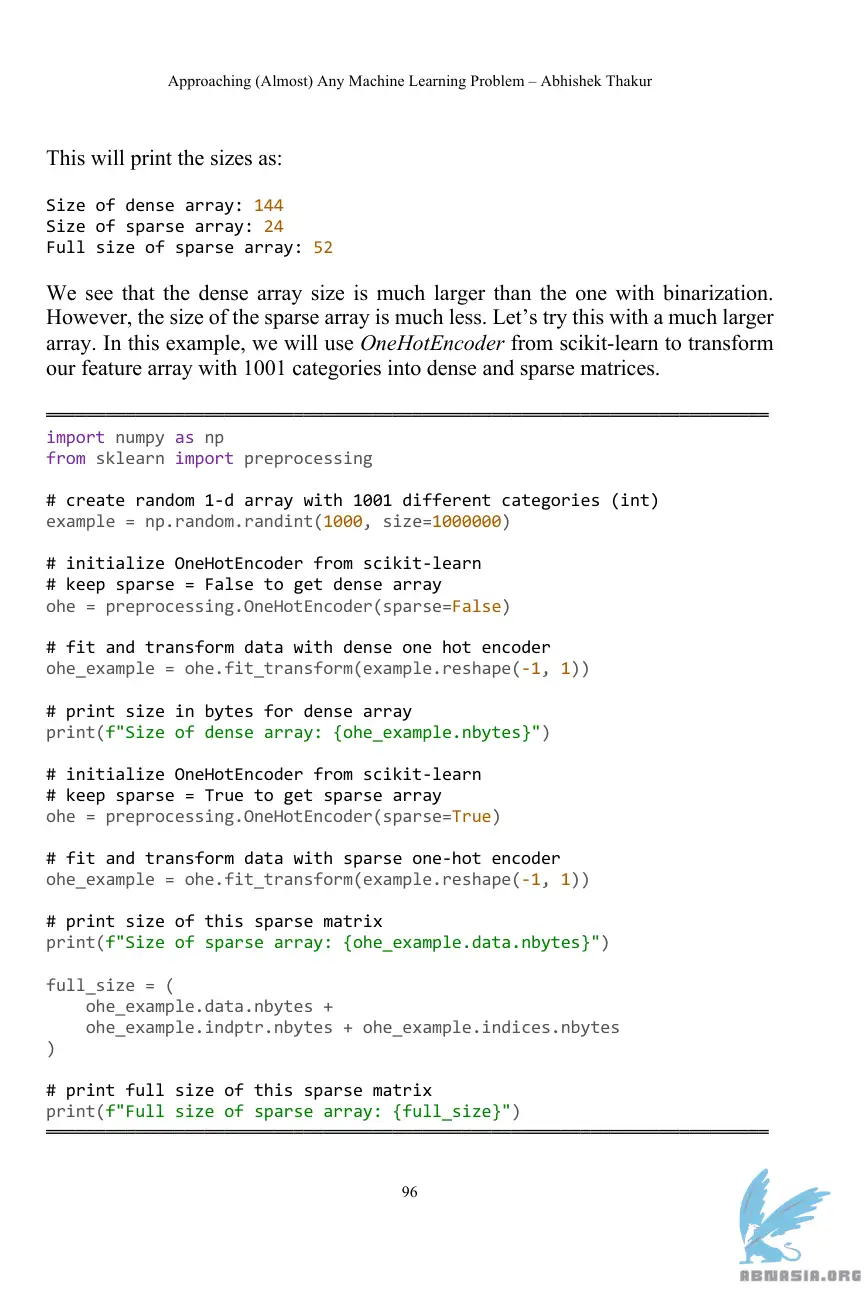 Approaching (Almost) Any Machine Learning Problem – Abhishek Thakur
This will print the sizes as:
Size of dense array: 144
Size of sparse array: 24
Full size of sparse array: 52
We see that the dense array size is much larger than the one with binarization.
However, the size of the sparse array is much less. Let’s try this with a much larger
array. In this example, we will use OneHotEncoder from scikit-learn to transform
our feature array with 1001 categories into dense and sparse matrices.
import numpy as np
from sklearn import preprocessing
# create random 1-d array with 1001 different categories (int)
example = np.random.randint(1000, size=1000000)
# initialize OneHotEncoder from scikit-learn
# keep sparse = False to get dense array
ohe = preprocessing.OneHotEncoder(sparse=False)
# fit and transform data with dense one hot encoder
ohe_example = ohe.fit_transform(example.reshape(-1, 1))
# print size in bytes for dense array
print(f"Size of dense array: {ohe_example.nbytes}")
# initialize OneHotEncoder from scikit-learn
# keep sparse = True to get sparse array
ohe = preprocessing.OneHotEncoder(sparse=True)
# fit and transform data with sparse one-hot encoder
ohe_example = ohe.fit_transform(example.reshape(-1, 1))
# print size of this sparse matrix
print(f"Size of sparse array: {ohe_example.data.nbytes}")
full_size = (
    ohe_example.data.nbytes +
    ohe_example.indptr.nbytes + ohe_example.indices.nbytes
)
# print full size of this sparse matrix
print(f"Full size of sparse array: {full_size}")
96
ABNASIA.ORG